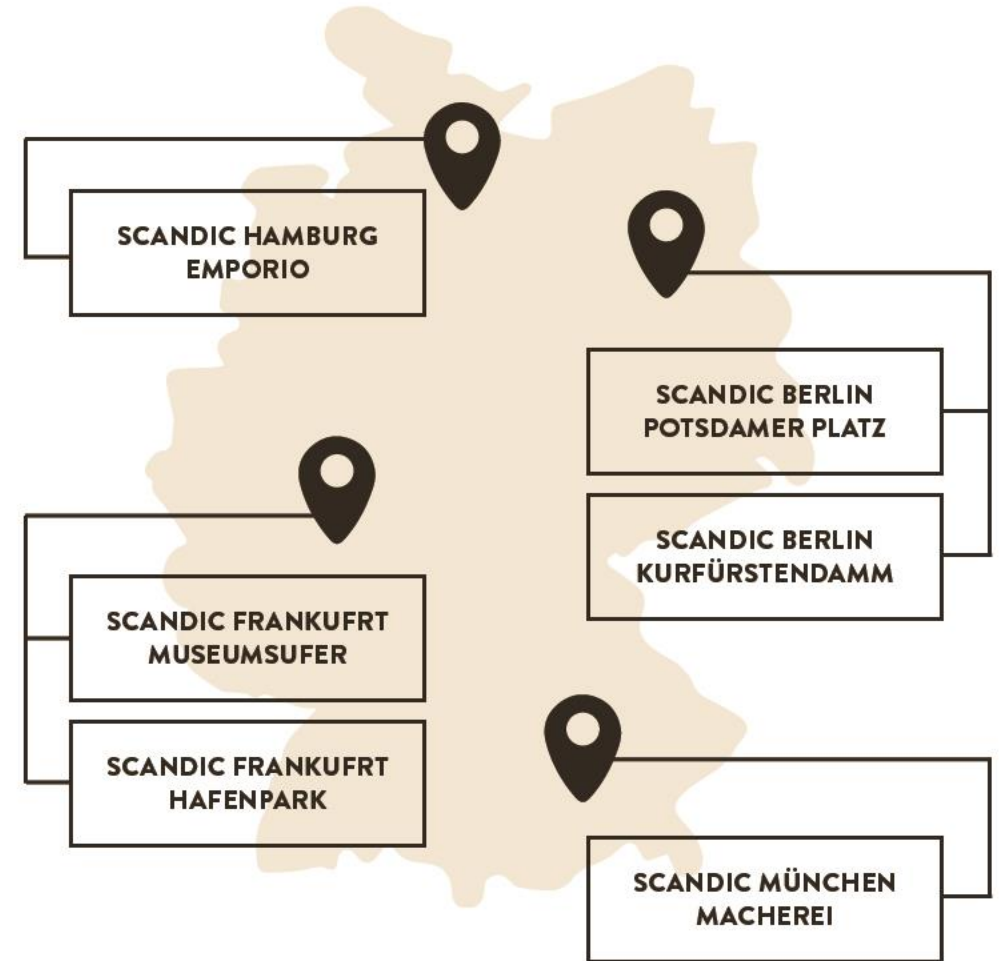 SCANDIC HAMBURG
EMPORIO
SCANDIC BERLIN
POTSDAMER PLATZ
SCANDIC BERLIN
KURFÜRSTENDAMM
SCANDIC FRANKUFRT
MUSEUMSUFER
SCANDIC FRANKUFRT
HAFENPARK
SCANDIC MÜNCHEN
MACHEREI